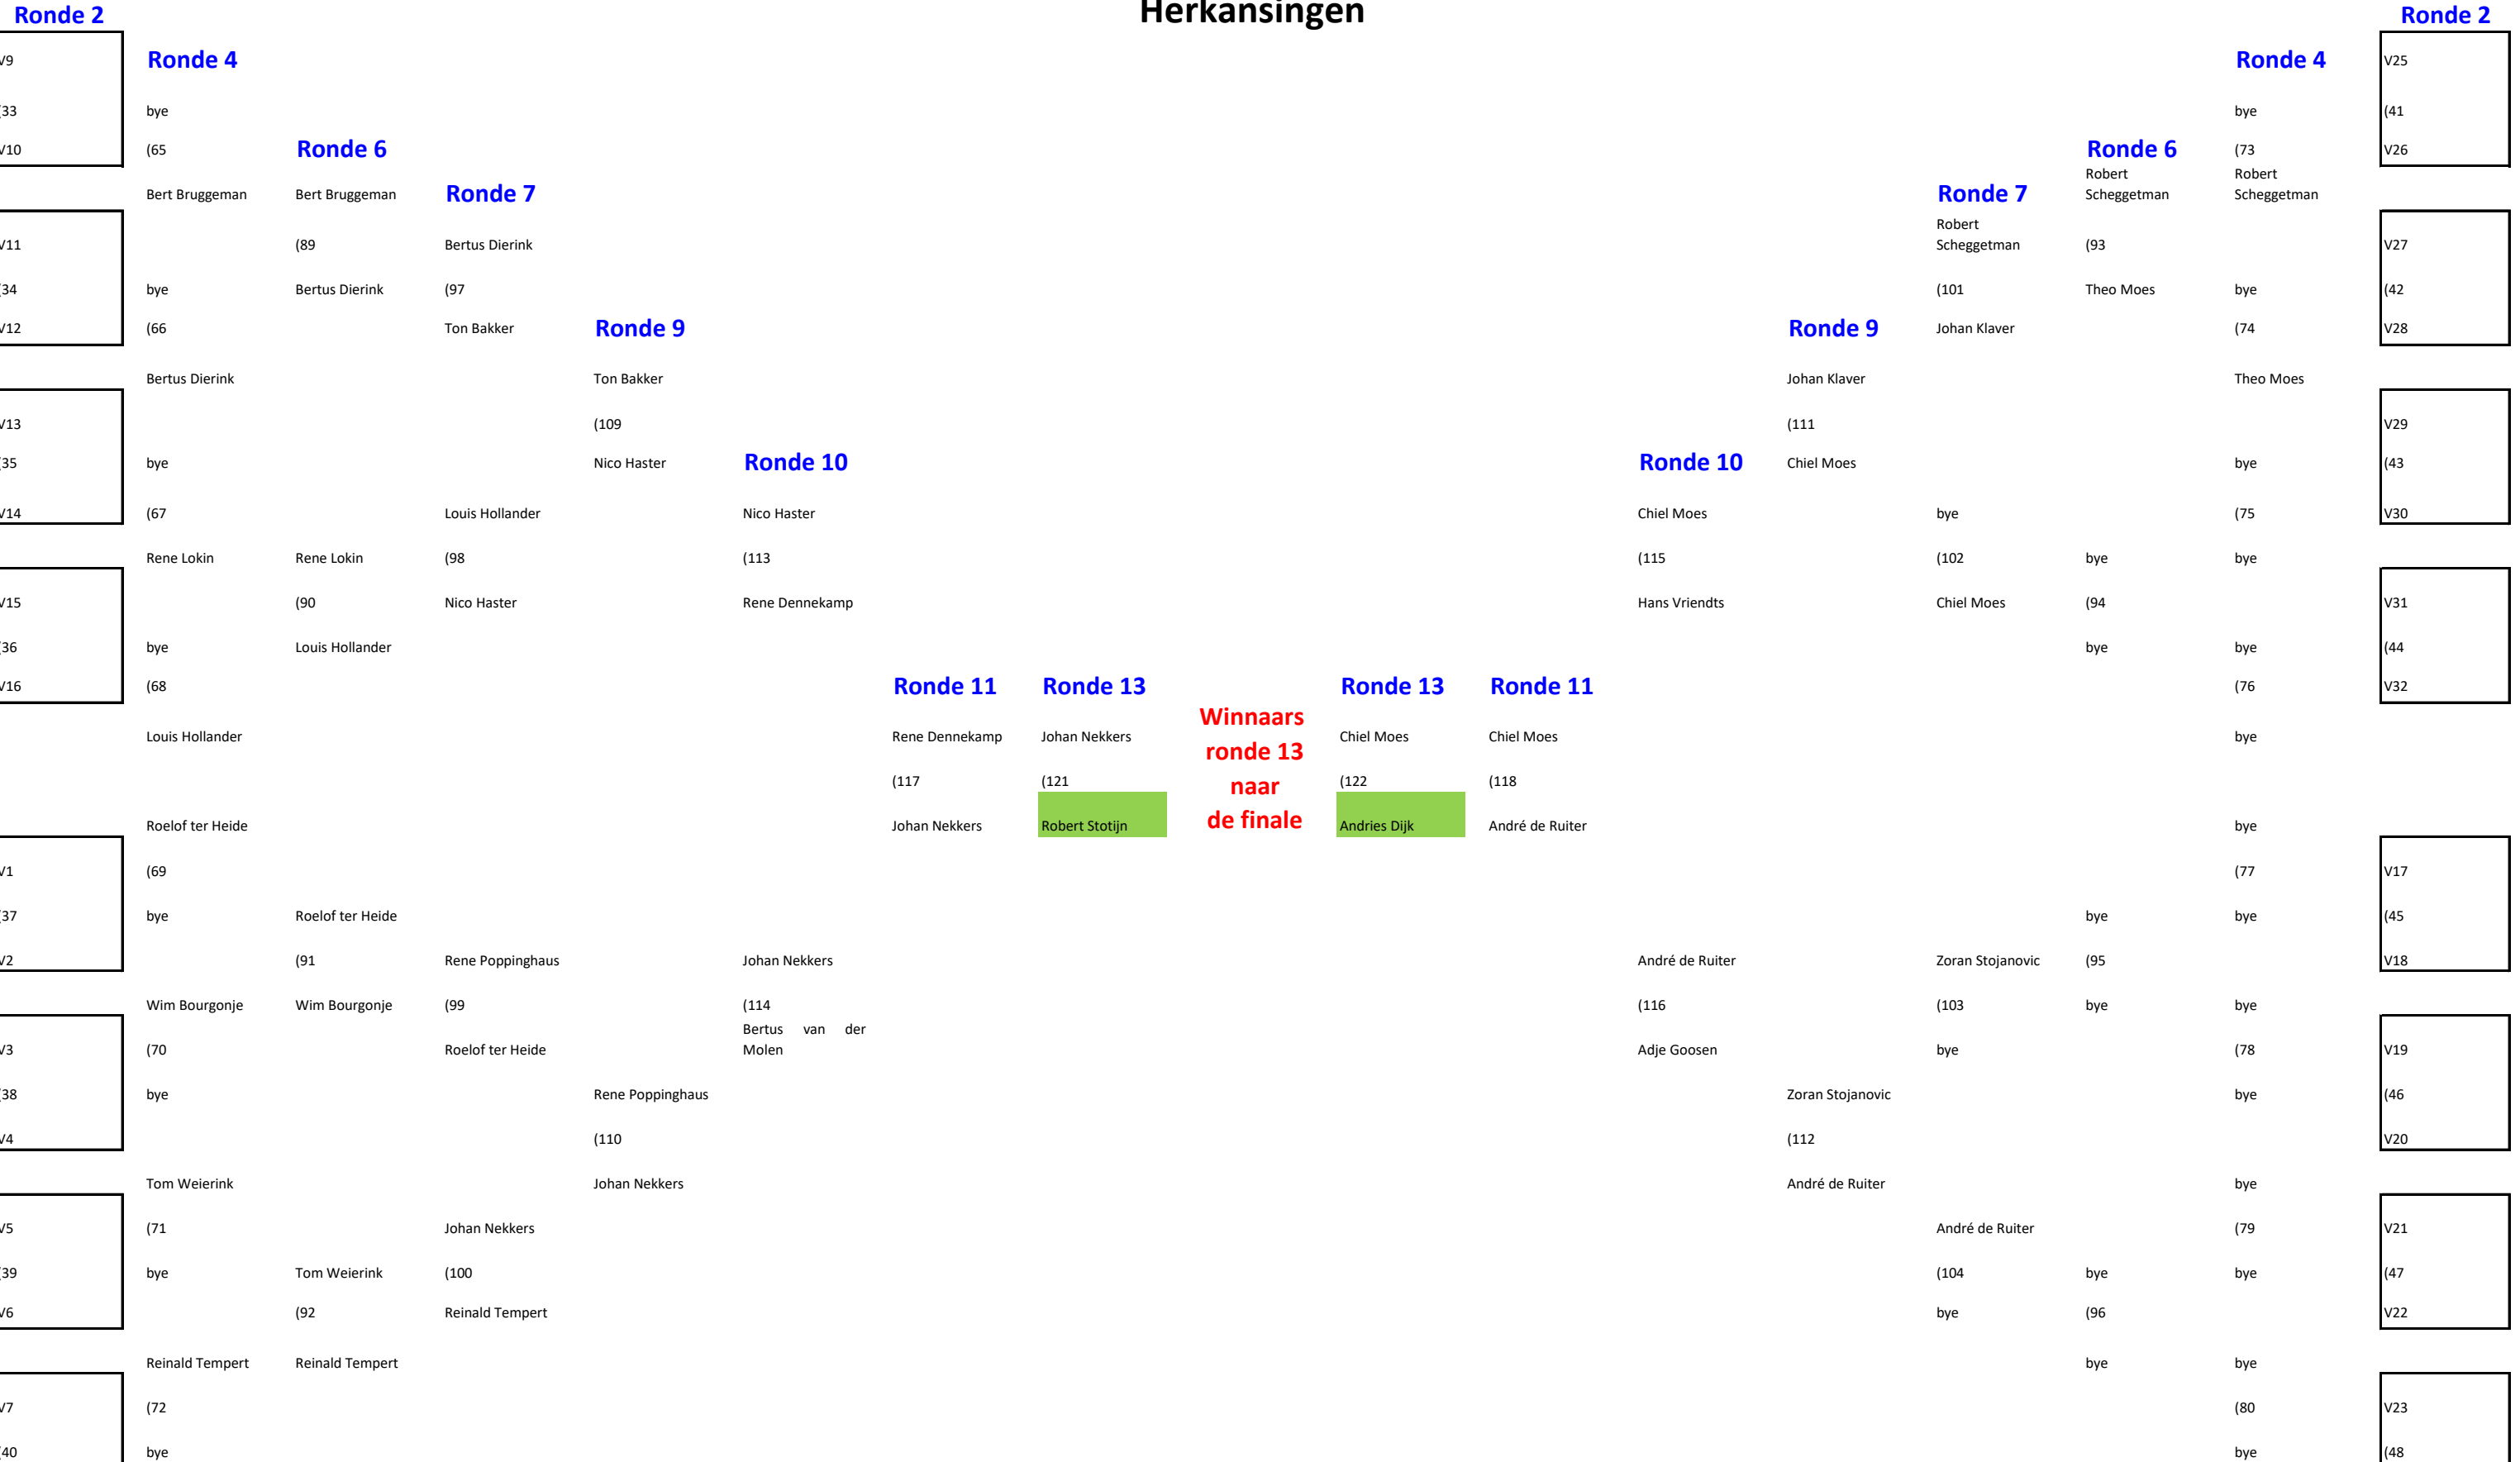 Herkansingen
Ronde 2 Ronde 2
V9 Ronde 4 Ronde 4 V25
(33 bye bye (41
V10 (65 Ronde 6 Ronde 6 (73 V26
Bert Bruggeman Bert Bruggeman Ronde 7 Ronde 7 Robert Scheggetman Robert Scheggetman
V11 (89 Bertus Dierink Robert Scheggetman (93 V27
(34 bye Bertus Dierink (97 (101 Theo Moes bye (42
V12 (66 Ton Bakker Ronde 9 Ronde 9 Johan Klaver (74 V28
Bertus Dierink Ton Bakker Johan Klaver Theo Moes
V13 (109 (111 V29
(35 bye Nico Haster Ronde 10 Ronde 10 Chiel Moes bye (43
V14 (67 Louis Hollander Nico Haster Chiel Moes bye (75 V30
Rene Lokin Rene Lokin (98 (113 (115 (102 bye bye
V15 (90 Nico Haster Rene Dennekamp Hans Vriendts Chiel Moes (94 V31
(36 bye Louis Hollander bye bye (44
V16 (68 Ronde 11 Ronde 13 Ronde 13 Ronde 11 (76 V32
Louis Hollander Rene Dennekamp Johan Nekkers Winnaars ronde 13 Chiel Moes Chiel Moes bye
(117 (121 naar (122 (118
Roelof ter Heide Johan Nekkers Robert Stotijn de finale Andries Dijk André de Ruiter bye
V1 (69 (77 V17
(37 bye Roelof ter Heide bye bye (45
V2 (91 Rene Poppinghaus Johan Nekkers André de Ruiter Zoran Stojanovic (95 V18
Wim Bourgonje Wim Bourgonje (99 (114 (116 (103 bye bye
V3 (70 Roelof ter Heide Bertus van der Molen Adje Goosen bye (78 V19
(38 bye Rene Poppinghaus Zoran Stojanovic bye (46
V4 (110 (112 V20
Tom Weierink Johan Nekkers André de Ruiter bye
V5 (71 Johan Nekkers André de Ruiter (79 V21
(39 bye Tom Weierink (100 (104 bye bye (47
V6 (92 Reinald Tempert bye (96 V22
Reinald Tempert Reinald Tempert bye bye
V7 (72 (80 V23
(40 bye bye (48